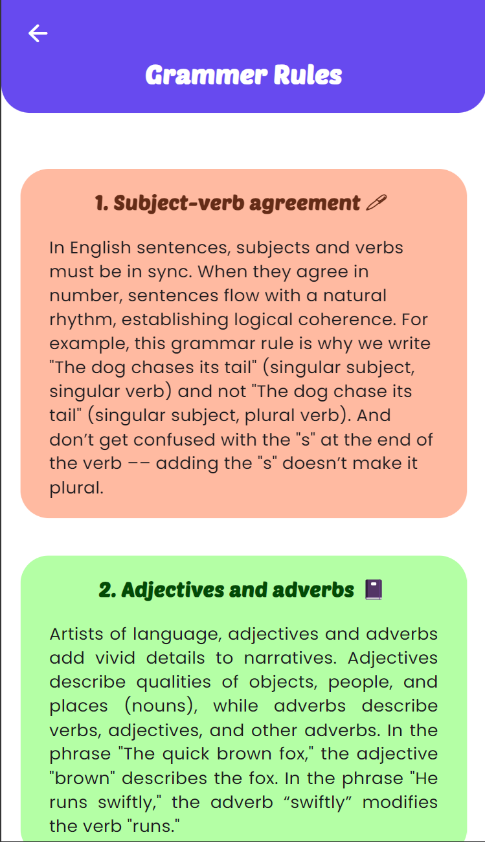 Grammer Rules
1. Subject-verb agreement
In English sentences, subjects and verbs
must be in sync. When they agree in
number, sentences flow with a natural
rhythm, establishing logical coherence. For
example, this grammar rule is why we write
"The dog chases its tail" (singular subject,
singular verb) and not "The dog chase its
tail" (singular subject, plural verb). And
don’t get confused with the "s" at the end of
the verb –– adding the "s" doesn’t make it
plural.
2. Adjectives and adverbs
Artists of language, adjectives and adverbs
add vivid details to narratives. Adjectives
describe qualities of objects, people, and
places (nouns), while adverbs describe
verbs, adjectives, and other adverbs. In the
phrase "The quick brown fox," the adjective
"brown" describes the fox. In the phrase "He
runs swiftly," the adverb “swiftly” modifies
the verb "runs."